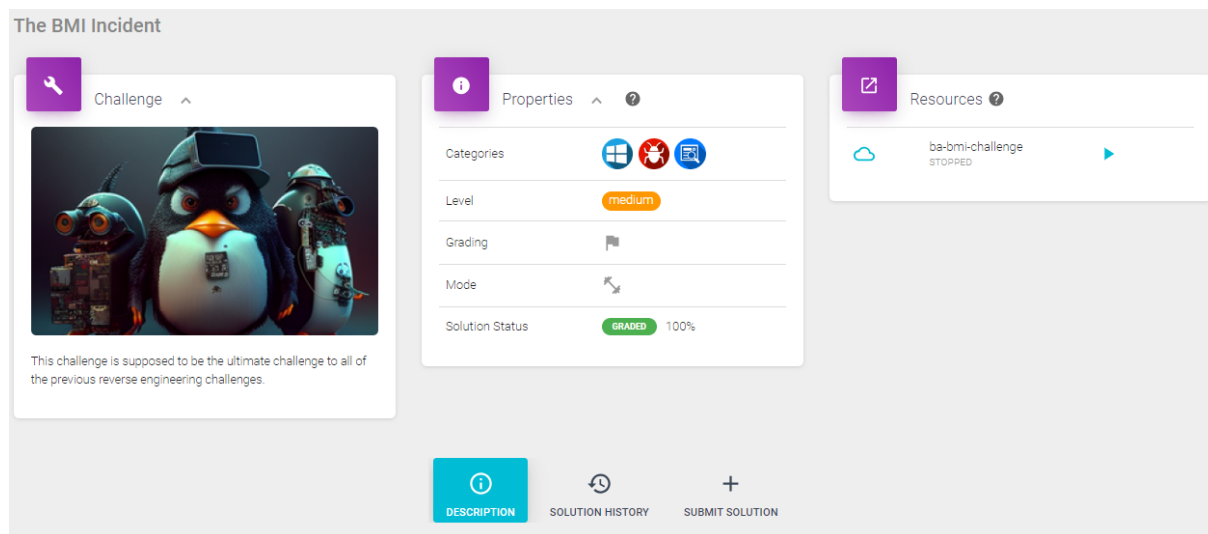 The BMI Incident
Challenge
This challenge is supposed to be the ultimate challenge to all of
the previous reverse engineering challenges.
Properties
Categories
Level
medium
Grading
Mode
Solution Status
GRADED 100%
Resources
ba-bmi-challenge
STOPPED
DESCRIPTION
SOLUTION HISTORY
SUBMIT SOLUTION